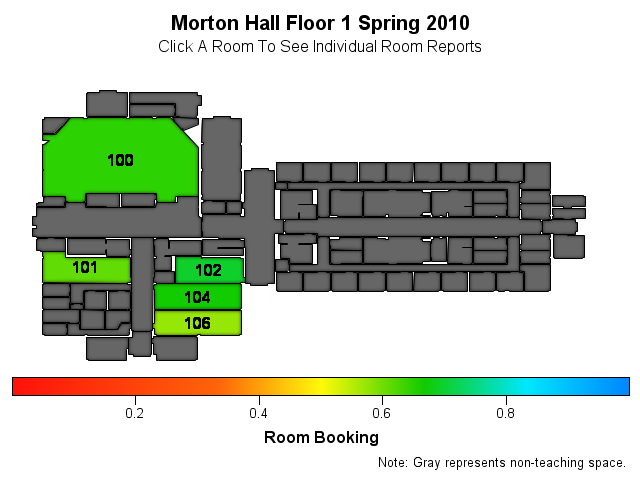 Morton Hall Floor 1 Spring 2010
Click A Room To See Individual Room Reports
100
101
102
104
106
0.2 0.4 0.6 0.8
Room Booking
Note: Gray represents non-teaching space.